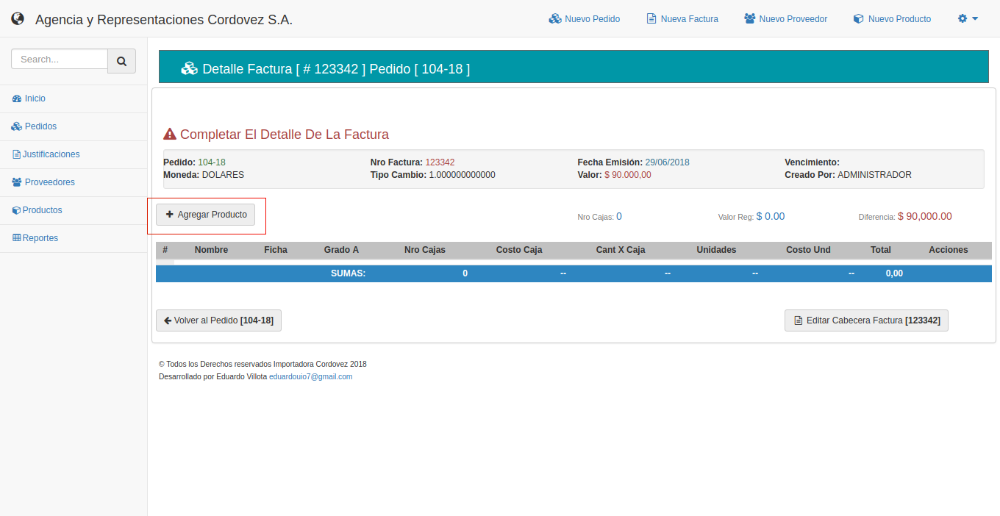 Agencia y Representaciones Cordovez S.A.
Nuevo Pedido Nueva Factura Nuevo Proveedor Nuevo Producto
Search...
Inicio
Pedidos
Justificaciones
Proveedores
Productos
Reportes
Detalle Factura [ # 123342 ] Pedido [ 104-18 ]
Completar El Detalle De La Factura
Pedido: 104-18 Nro Factura: 123342 Fecha Emisión: 29/06/2018 Vencimiento:
Moneda: DOLARES Tipo Cambio: 1.000000000000 Valor: $ 90.000,00 Creado Por: ADMINISTRADOR
Agregar Producto Nro Cajas: 0 Valor Reg: $ 0.00 Diferencia: $ 90,000.00
# Nombre Ficha Grado A Nro Cajas Costo Caja Cant X Caja Unidades Costo Und Total Acciones
SUMAS: 0 -- -- -- -- 0,00
Volver al Pedido [104-18] Editar Cabecera Factura [123342]
© Todos los Derechos reservados Importadora Cordovez 2018
Desarrollado por Eduardo Villota eduardouio7@gmail.com